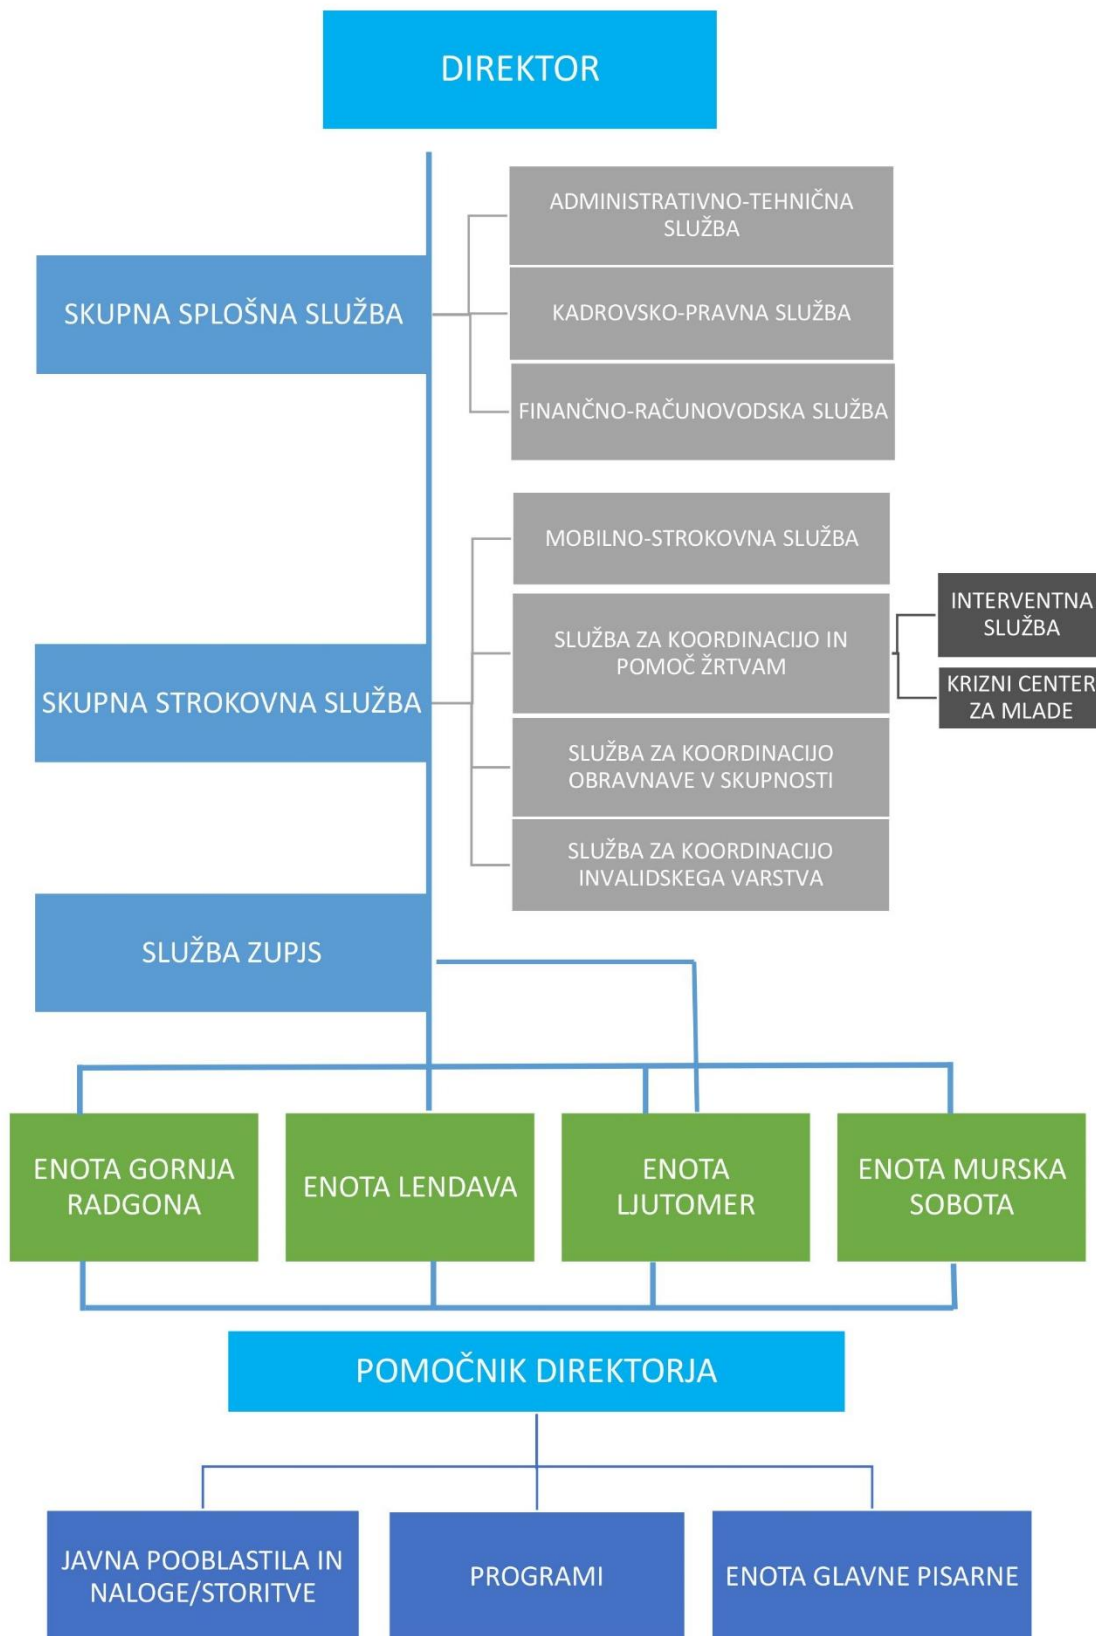 DIREKTOR
SKUPNA SPLOŠNA SLUŽBA
ADMINISTRATIVNO-TEHNIČNA
SLUŽBA
KADROVSKO-PRAVNA SLUŽBA
FINANČNO-RAČUNOVODSKA SLUŽBA
SKUPNA STROKOVNA SLUŽBA
MOBILNO-STROKOVNA SLUŽBA
SLUŽBA ZA KOORDINACIJO IN
POMOČ ŽRTVAM
INTERVENTNA
SLUŽBA
KRIZNI CENTER
ZA MLADE
SLUŽBA ZA KOORDINACIJO
OBRAVNAVE V SKUPNOSTI
SLUŽBA ZA KOORDINACIJO
INVALIDSKEGA VARSTVA
SLUŽBA ZUPJS
ENOTA GORNJA
RADGONA
ENOTA LENDAVA
ENOTA
LJUTOMER
ENOTA MURSKA
SOBOTA
POMOČNIK DIREKTORJA
JAVNA POOBLASTILA IN
NALOGE/STORITVE
PROGRAMI
ENOTA GLAVNE PISARNE